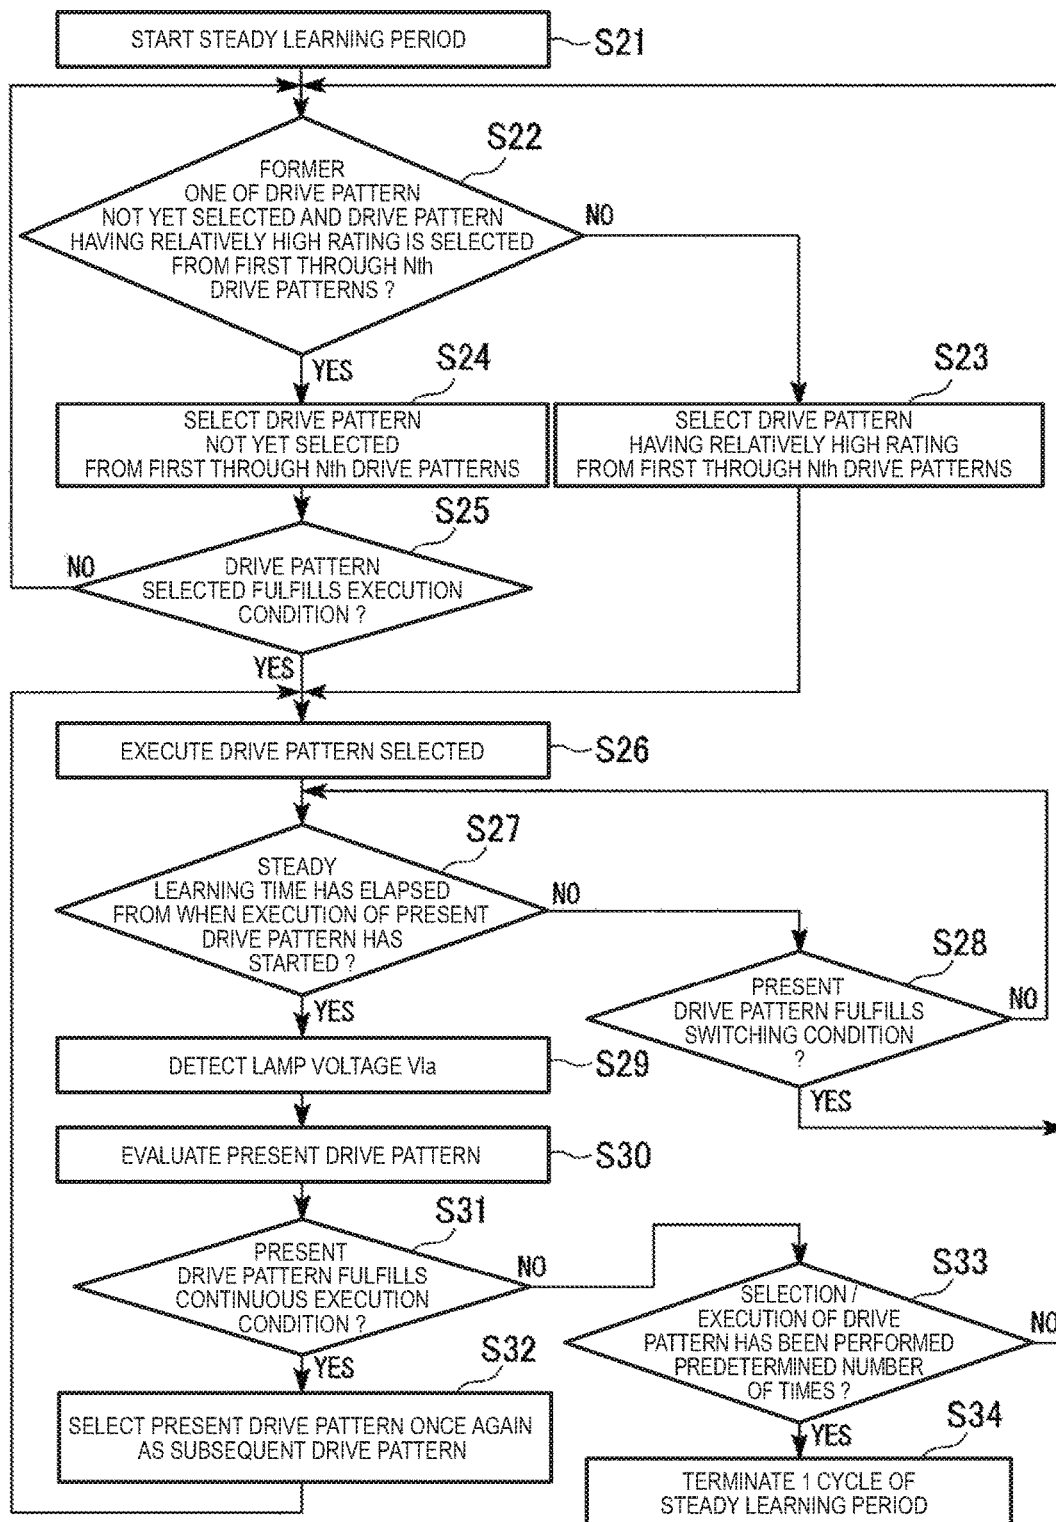 START STEADY LEARNING PERIOD
S21
S22
FORMER
ONE OF DRIVE PATTERN
NOT YET SELECTED AND DRIVE PATTERN
HAVING RELATIVELY HIGH RATING IS SELECTED
FROM FIRST THROUGH Nth
DRIVE PATTERNS ?
NO
YES
S24
SELECT DRIVE PATTERN
NOT YET SELECTED
FROM FIRST THROUGH Nth DRIVE PATTERNS
S23
SELECT DRIVE PATTERN
HAVING RELATIVELY HIGH RATING
FROM FIRST THROUGH Nth DRIVE PATTERNS
S25
DRIVE PATTERN
SELECTED FULFILLS EXECUTION
CONDITION ?
NO
YES
EXECUTE DRIVE PATTERN SELECTED
S26
S27
STEADY
LEARNING TIME HAS ELAPSED
FROM WHEN EXECUTION OF PRESENT
DRIVE PATTERN HAS
STARTED ?
NO
YES
S28
PRESENT
DRIVE PATTERN FULFILLS
SWITCHING CONDITION
?
NO
YES
DETECT LAMP VOLTAGE Vla
S29
EVALUATE PRESENT DRIVE PATTERN
S30
S31
PRESENT
DRIVE PATTERN FULFILLS
CONTINUOUS EXECUTION
CONDITION ?
NO
YES
S32
SELECT PRESENT DRIVE PATTERN ONCE AGAIN
AS SUBSEQUENT DRIVE PATTERN
S33
SELECTION /
EXECUTION OF DRIVE
PATTERN HAS BEEN PERFORMED
PREDETERMINED NUMBER
OF TIMES ?
NO
YES
S34
TERMINATE 1 CYCLE OF
STEADY LEARNING PERIOD